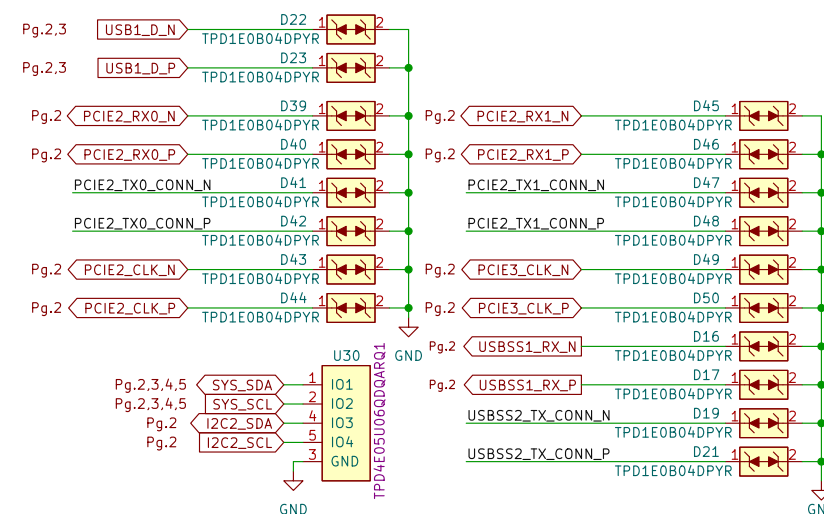 Pg.2,3 USB1_D_N D22 1 2
TPD1E0B04DPYR
Pg.2,3 USB1_D_P D23 1 2
TPD1E0B04DPYR
Pg.2 PCIE2_RX0_N D39 1 2
TPD1E0B04DPYR
Pg.2 PCIE2_RX0_P D40 1 2
TPD1E0B04DPYR
PCIE2_TX0_CONN_N D41 1 2
TPD1E0B04DPYR
PCIE2_TX0_CONN_P D42 1 2
TPD1E0B04DPYR
Pg.2 PCIE2_CLK_N D43 1 2
TPD1E0B04DPYR
Pg.2 PCIE2_CLK_P D44 1 2
TPD1E0B04DPYR
GND
U30
Pg.2,3,4,5 SYS_SDA 1 IO1
Pg.2,3,4,5 SYS_SCL 2 IO2
Pg.2 I2C2_SDA 4 IO3
Pg.2 I2C2_SCL 5 IO4
3 GND
TPD4E05U06QDQARQ1
GND
Pg.2 PCIE2_RX1_N D45 1 2
TPD1E0B04DPYR
Pg.2 PCIE2_RX1_P D46 1 2
TPD1E0B04DPYR
PCIE2_TX1_CONN_N D47 1 2
TPD1E0B04DPYR
PCIE2_TX1_CONN_P D48 1 2
TPD1E0B04DPYR
Pg.2 PCIE3_CLK_N D49 1 2
TPD1E0B04DPYR
Pg.2 PCIE3_CLK_P D50 1 2
TPD1E0B04DPYR
Pg.2 USBSS1_RX_N D16 1 2
TPD1E0B04DPYR
Pg.2 USBSS1_RX_P D17 1 2
TPD1E0B04DPYR
USBSS2_TX_CONN_N D19 1 2
TPD1E0B04DPYR
USBSS2_TX_CONN_P D21 1 2
TPD1E0B04DPYR